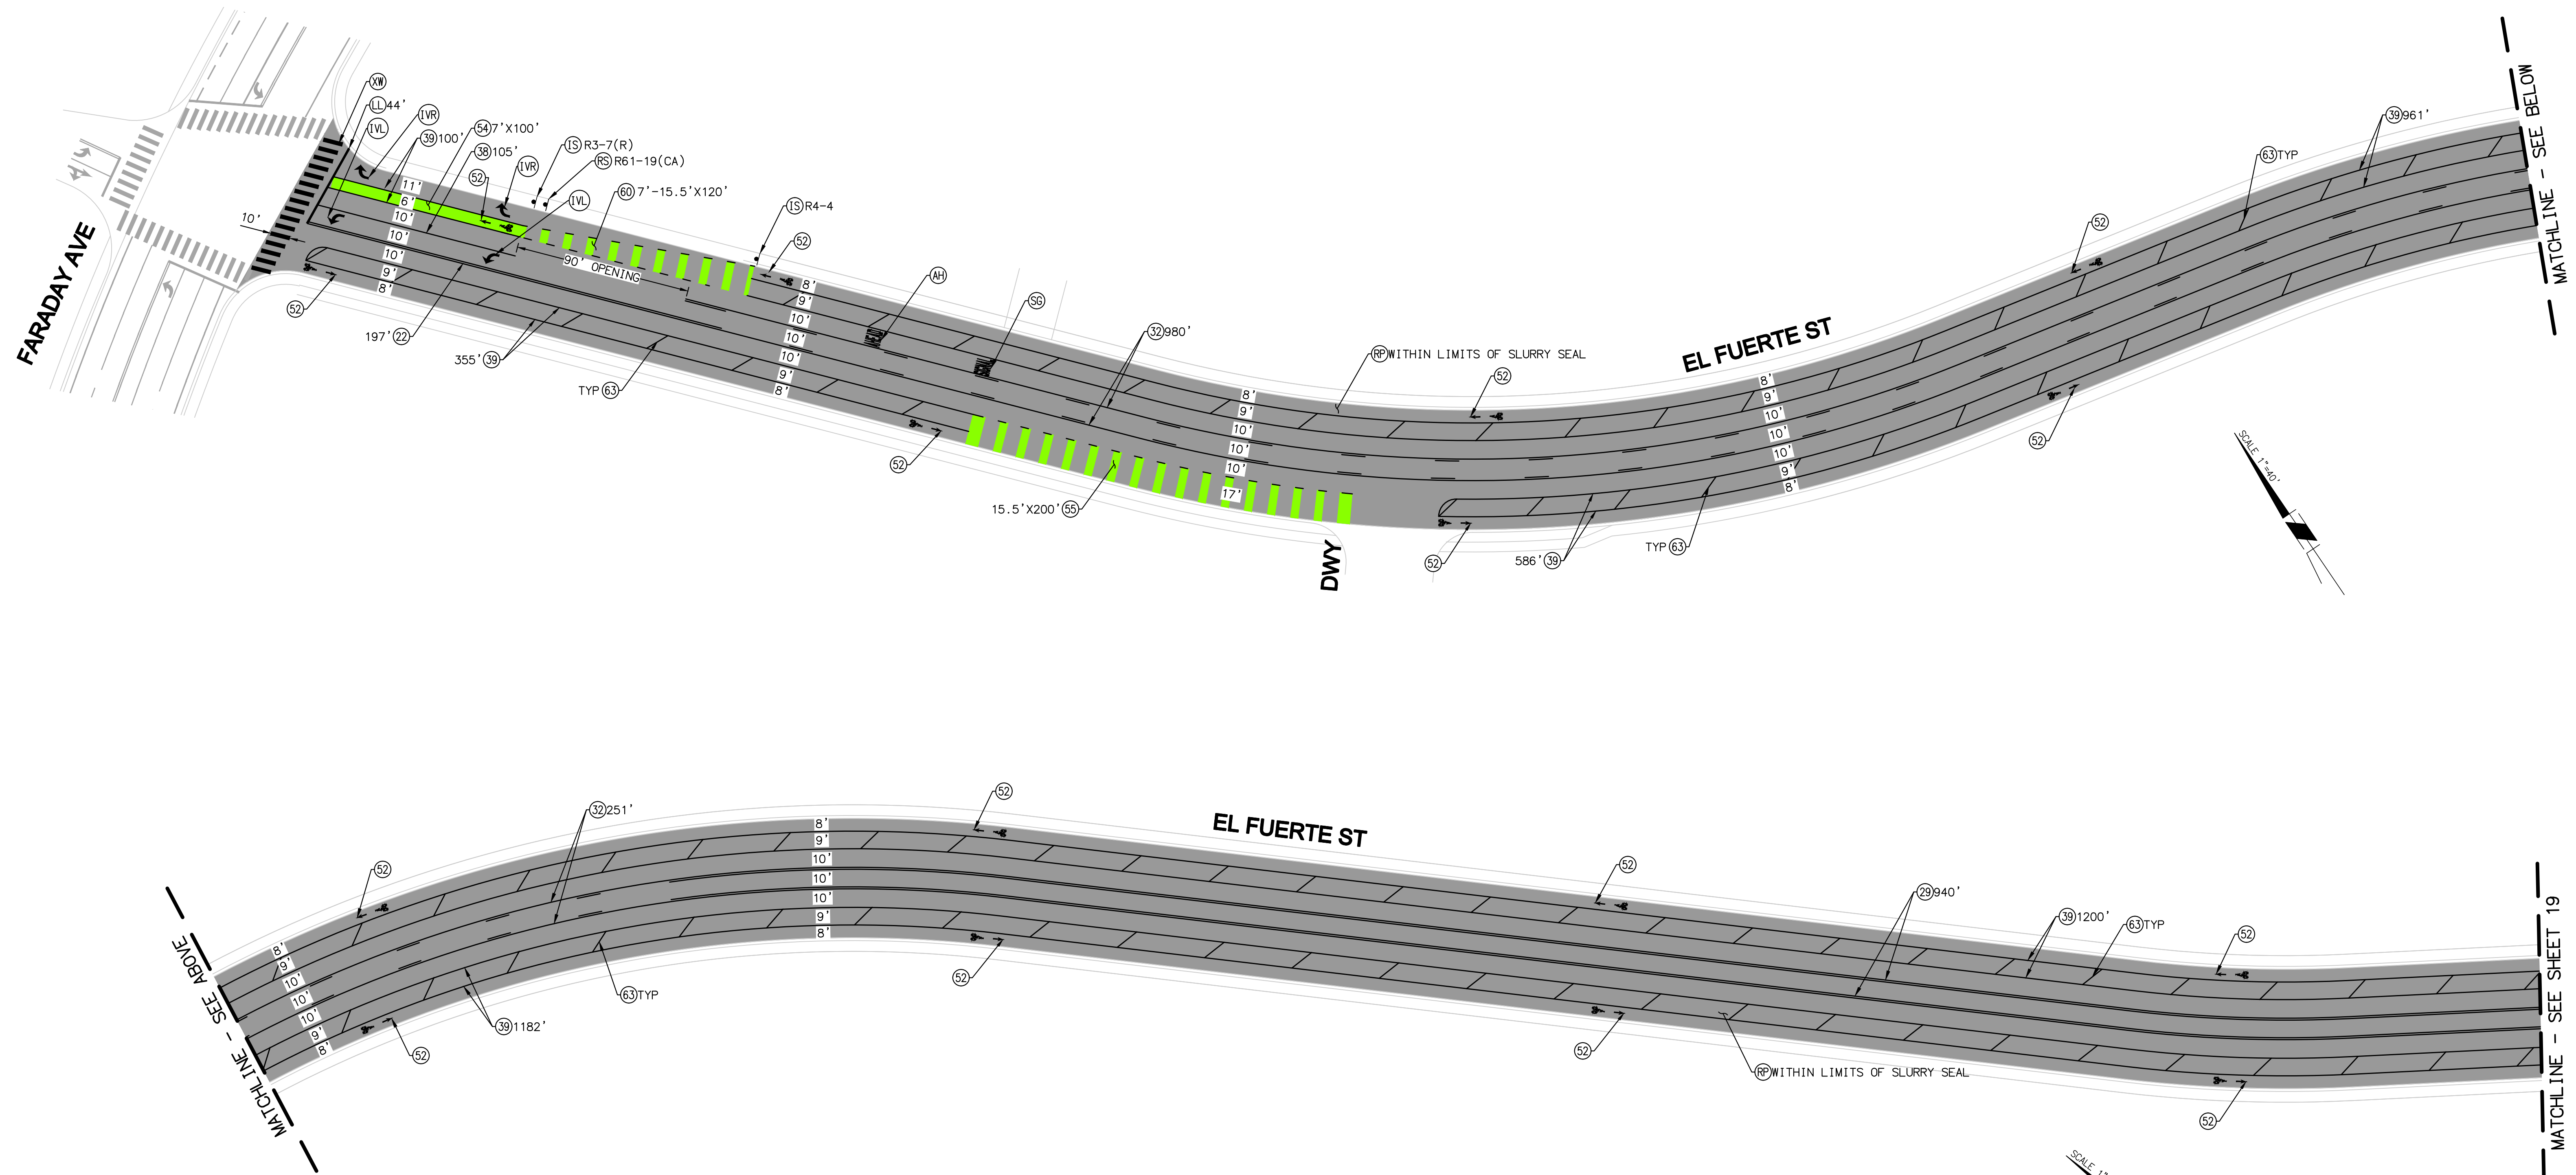 XW
LL 44'
IVL
IVR
39 100'
54 7'X100'
38 105'
52
IVR
IS R3-7(R)
RS R61-19(CA)
60 7'-15.5'X120'
IVL
IS R4-4
52
AH
SG
32 980'
RP WITHIN LIMITS OF SLURRY SEAL
52
EL FUERTE ST
52
63 TYP
39 961'
MATCHLINE - SEE BELOW
FARADAY AVE
10'
11'
6'
10'
10'
10'
9'
8'
90' OPENING
8'
9'
10'
10'
10'
9'
8'
8'
9'
10'
10'
10'
17'
8'
9'
10'
10'
10'
9'
8'
52
197' 22
355' 39
TYP 63
52
15.5'X200' 55
DWY
52
586' 39
TYP 63
52
SCALE 1"=40'
MATCHLINE - SEE ABOVE
52
32 251'
52
EL FUERTE ST
52
29 940'
39 1200'
63 TYP
52
8'
9'
10'
10'
10'
9'
8'
8'
9'
10'
10'
10'
9'
8'
52
39 1182'
63 TYP
52
52
RP WITHIN LIMITS OF SLURRY SEAL
52
MATCHLINE - SEE SHEET 19
SCALE 1"